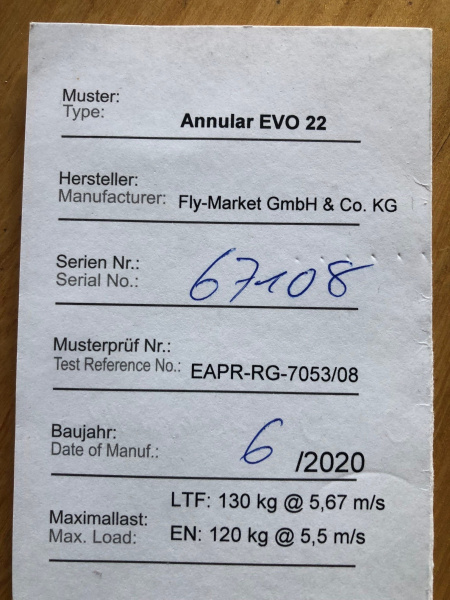 Muster:
Type: Annular EVO 22
Hersteller:
Manufacturer: Fly-Market GmbH & Co. KG
Serien Nr.:
Serial No.: 67108
Musterprüf Nr.:
Test Reference No.: EAPR-RG-7053/08
Baujahr:
Date of Manuf.: 6 /2020
LTF: 130 kg @ 5,67 m/s
Maximallast:
Max. Load: EN: 120 kg @ 5,5 m/s